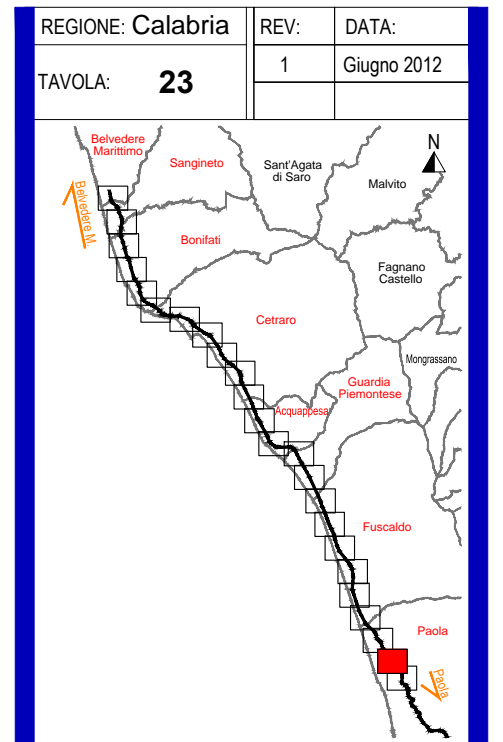 REGIONE: Calabria
REV:
DATA:
TAVOLA: 23
1
Giugno 2012
Belvedere
Marittimo
Sangineto
Sant'Agata
di Saro
N
Malvito
Belvedere M.
Bonifati
Fagnano
Castello
Cetraro
Mongrassano
Guardia
Piemontese
Acquappesa
Fuscaldo
Paola
Paola